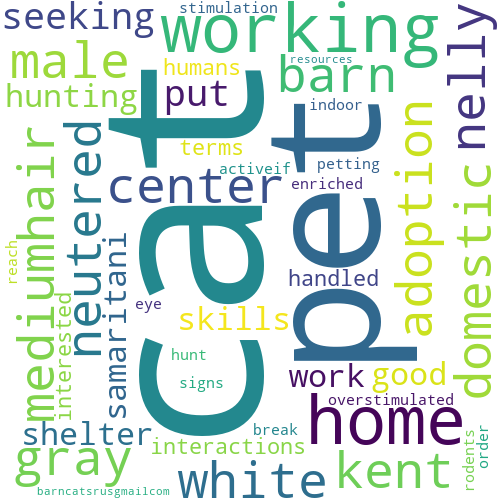 seeking
stimulation
working
male
humans
barn
nelly
resources
hunting
put
indoor
cat
pet
terms
activeif
petting
enriched
center
neutered
mediumhair
adoption
domestic
samaritani
handled
reach
interested
eye
skills
hunt
signs
work
good
overstimulated
home
shelter
break
interactions
gray
white
kent
rodents
order
barncatsrusgmailcom